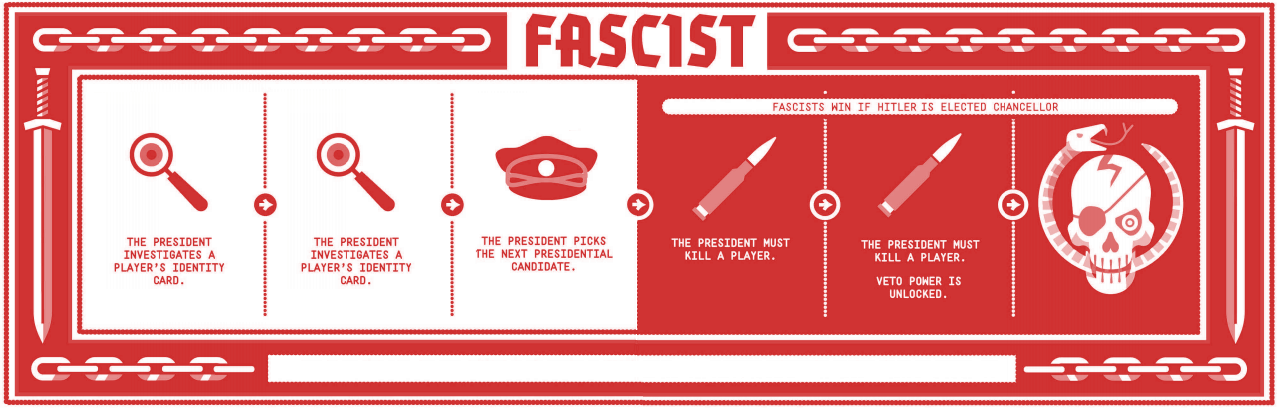 FASCIST
FASCISTS WIN IF HITLER IS ELECTED CHANCELLOR
THE PRESIDENT
INVESTIGATES A
PLAYER'S IDENTITY
CARD.
THE PRESIDENT
INVESTIGATES A
PLAYER'S IDENTITY
CARD.
THE PRESIDENT PICKS
THE NEXT PRESIDENTIAL
CANDIDATE.
THE PRESIDENT MUST
KILL A PLAYER.
THE PRESIDENT MUST
KILL A PLAYER.
VETO POWER IS
UNLOCKED.